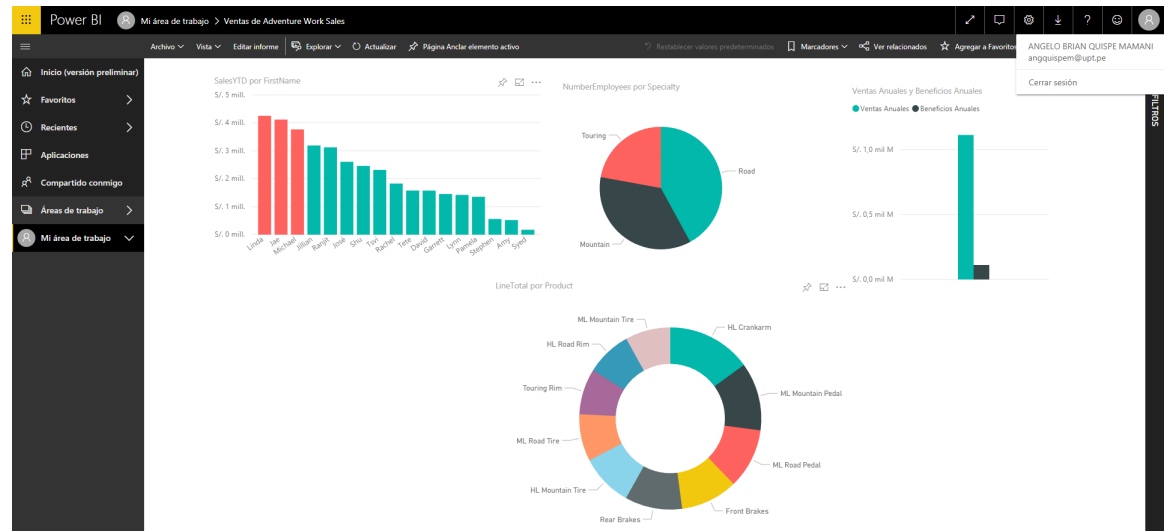 Power BI Mi área de trabajo > Ventas de Adventure Work Sales
Archivo Vista Editar informe Explorar Actualizar Página Anclar elemento activo Restablecer valores predeterminados Marcadores Ver relacionados Agregar a Favoritos
ANGELO BRIAN QUISPE MAMANI
angquispem@upt.pe
Cerrar sesión
Inicio (versión preliminar)
Favoritos
Recientes
Aplicaciones
Compartido conmigo
Áreas de trabajo
Mi área de trabajo
FILTROS
SalesYTD por FirstName
S/. 5 mill.
S/. 4 mill.
S/. 3 mill.
S/. 2 mill.
S/. 1 mill.
S/. 0 mill.
Linda Jae Michael Jillian Ranjit José Shu Tsvi Rachel Tete David Garrett Lynn Pamela Stephen Amy Syed
NumberEmployees por Specialty
Touring
Road
Mountain
Ventas Anuales y Beneficios Anuales
Ventas Anuales Beneficios Anuales
S/. 1,0 mil M
S/. 0,5 mil M
S/. 0,0 mil M
LineTotal por Product
ML Mountain Tire
HL Crankarm
HL Road Rim
Touring Rim
ML Mountain Pedal
ML Road Tire
ML Road Pedal
HL Mountain Tire
Front Brakes
Rear Brakes